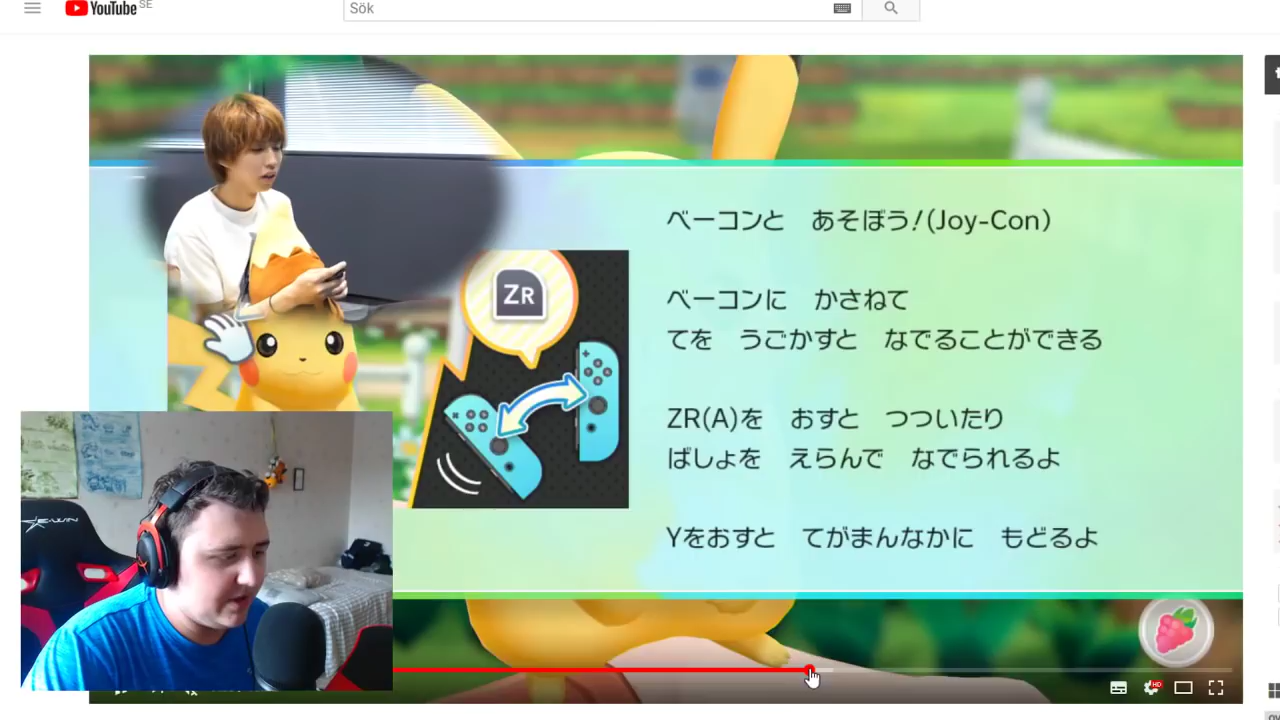 YouTube SE
Sök
ベーコンと あそぼう!(Joy-Con)
ZR
ベーコンに かさねて
てを うごかすと なでることができる
ZR(A)を おすと つついたり
ばしょを えらんで なでられるよ
Yをおすと てがまんなかに もどるよ
E-WIN
HD